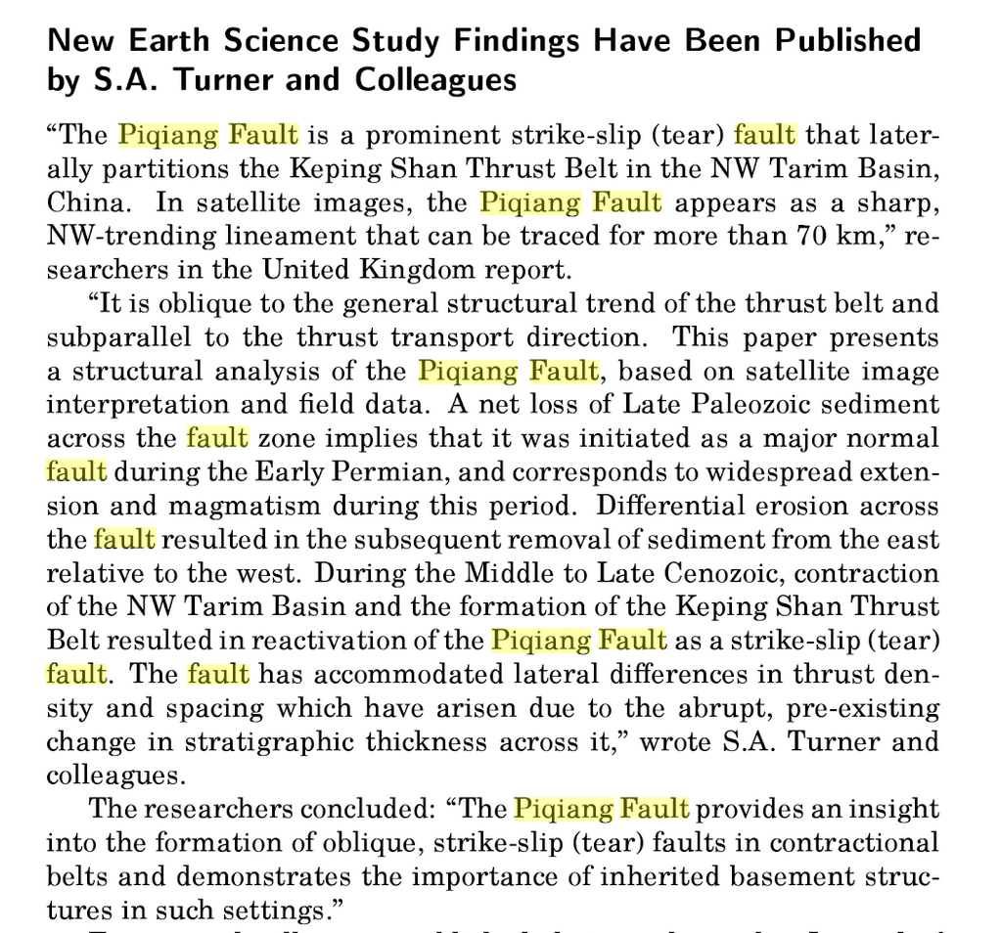 New Earth Science Study Findings Have Been Published
by S.A. Turner and Colleagues
“The Piqiang Fault is a prominent strike-slip (tear) fault that later-
ally partitions the Keping Shan Thrust Belt in the NW Tarim Basin,
China. In satellite images, the Piqiang Fault appears as a sharp,
NW-trending lineament that can be traced for more than 70 km,” re-
searchers in the United Kingdom report.
“It is oblique to the general structural trend of the thrust belt and
subparallel to the thrust transport direction. This paper presents
a structural analysis of the Piqiang Fault, based on satellite image
interpretation and field data. A net loss of Late Paleozoic sediment
across the fault zone implies that it was initiated as a major normal
fault during the Early Permian, and corresponds to widespread exten-
sion and magmatism during this period. Differential erosion across
the fault resulted in the subsequent removal of sediment from the east
relative to the west. During the Middle to Late Cenozoic, contraction
of the NW Tarim Basin and the formation of the Keping Shan Thrust
Belt resulted in reactivation of the Piqiang Fault as a strike-slip (tear)
fault. The fault has accommodated lateral differences in thrust den-
sity and spacing which have arisen due to the abrupt, pre-existing
change in stratigraphic thickness across it,” wrote S.A. Turner and
colleagues.
The researchers concluded: “The Piqiang Fault provides an insight
into the formation of oblique, strike-slip (tear) faults in contractional
belts and demonstrates the importance of inherited basement struc-
tures in such settings.”